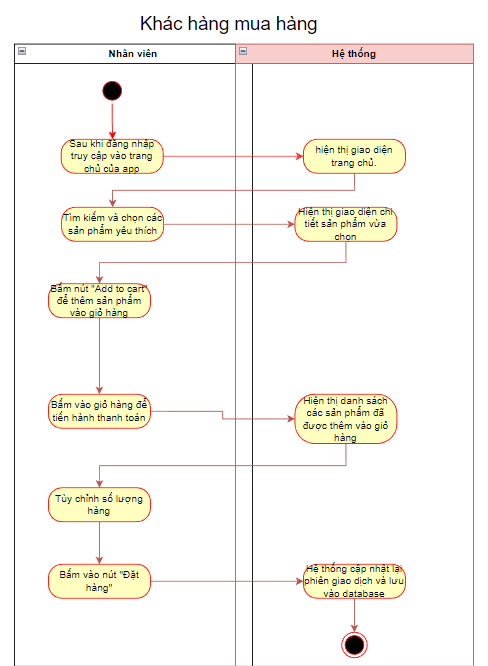 Khác hàng mua hàng
Nhân viên
Hệ thống
Sau khi đăng nhập
truy cập vào trang
chủ của app
hiện thị giao diện
trang chủ.
Tìm kiếm và chọn các
sản phẩm yêu thích
Hiện thị giao diện chi
tiết sản phẩm vừa
chọn
Bấm nút "Add to cart"
để thêm sản phẩm
vào giỏ hàng
Bấm vào giỏ hàng để
tiến hành thanh toán
Hiện thị danh sách
các sản phẩm đã
được thêm vào giỏ
hàng
Tùy chỉnh số lượng
hàng
Bấm vào nút "Đặt
hàng"
Hệ thống cập nhật lại
phiên giao dịch và lưu
vào database